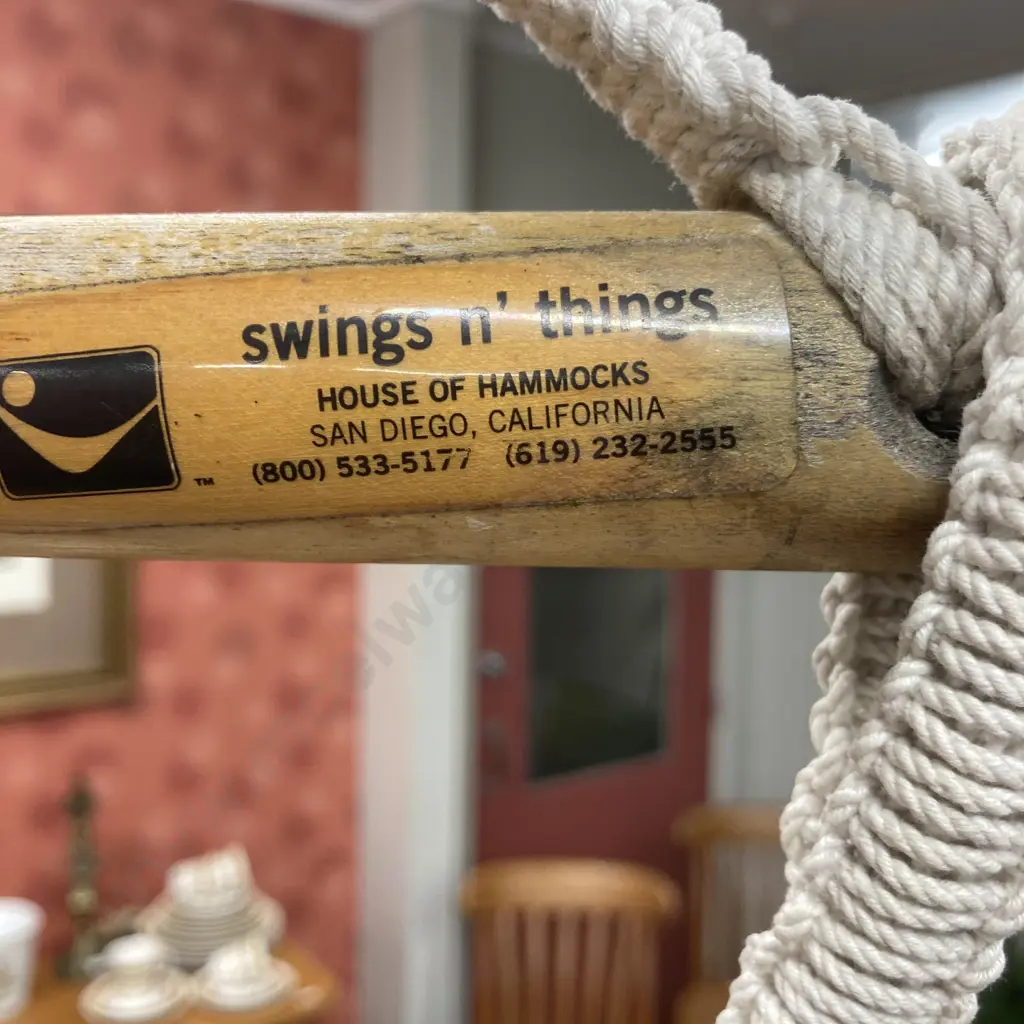 swings n' things
HOUSE OF HAMMOCKS
SAN DIEGO, CALIFORNIA
(800) 533-5177 (619) 232-2555
™